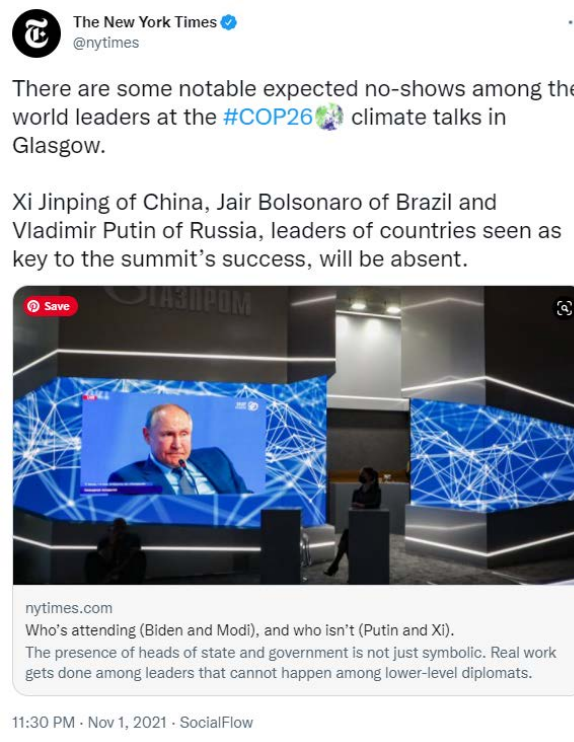 The New York Times
@nytimes
There are some notable expected no-shows among the
world leaders at the #COP26 climate talks in
Glasgow.
Xi Jinping of China, Jair Bolsonaro of Brazil and
Vladimir Putin of Russia, leaders of countries seen as
key to the summit’s success, will be absent.
Save
ГАЗПРОМ
nytimes.com
Who’s attending (Biden and Modi), and who isn’t (Putin and Xi).
The presence of heads of state and government is not just symbolic. Real work
gets done among leaders that cannot happen among lower-level diplomats.
11:30 PM · Nov 1, 2021 · SocialFlow